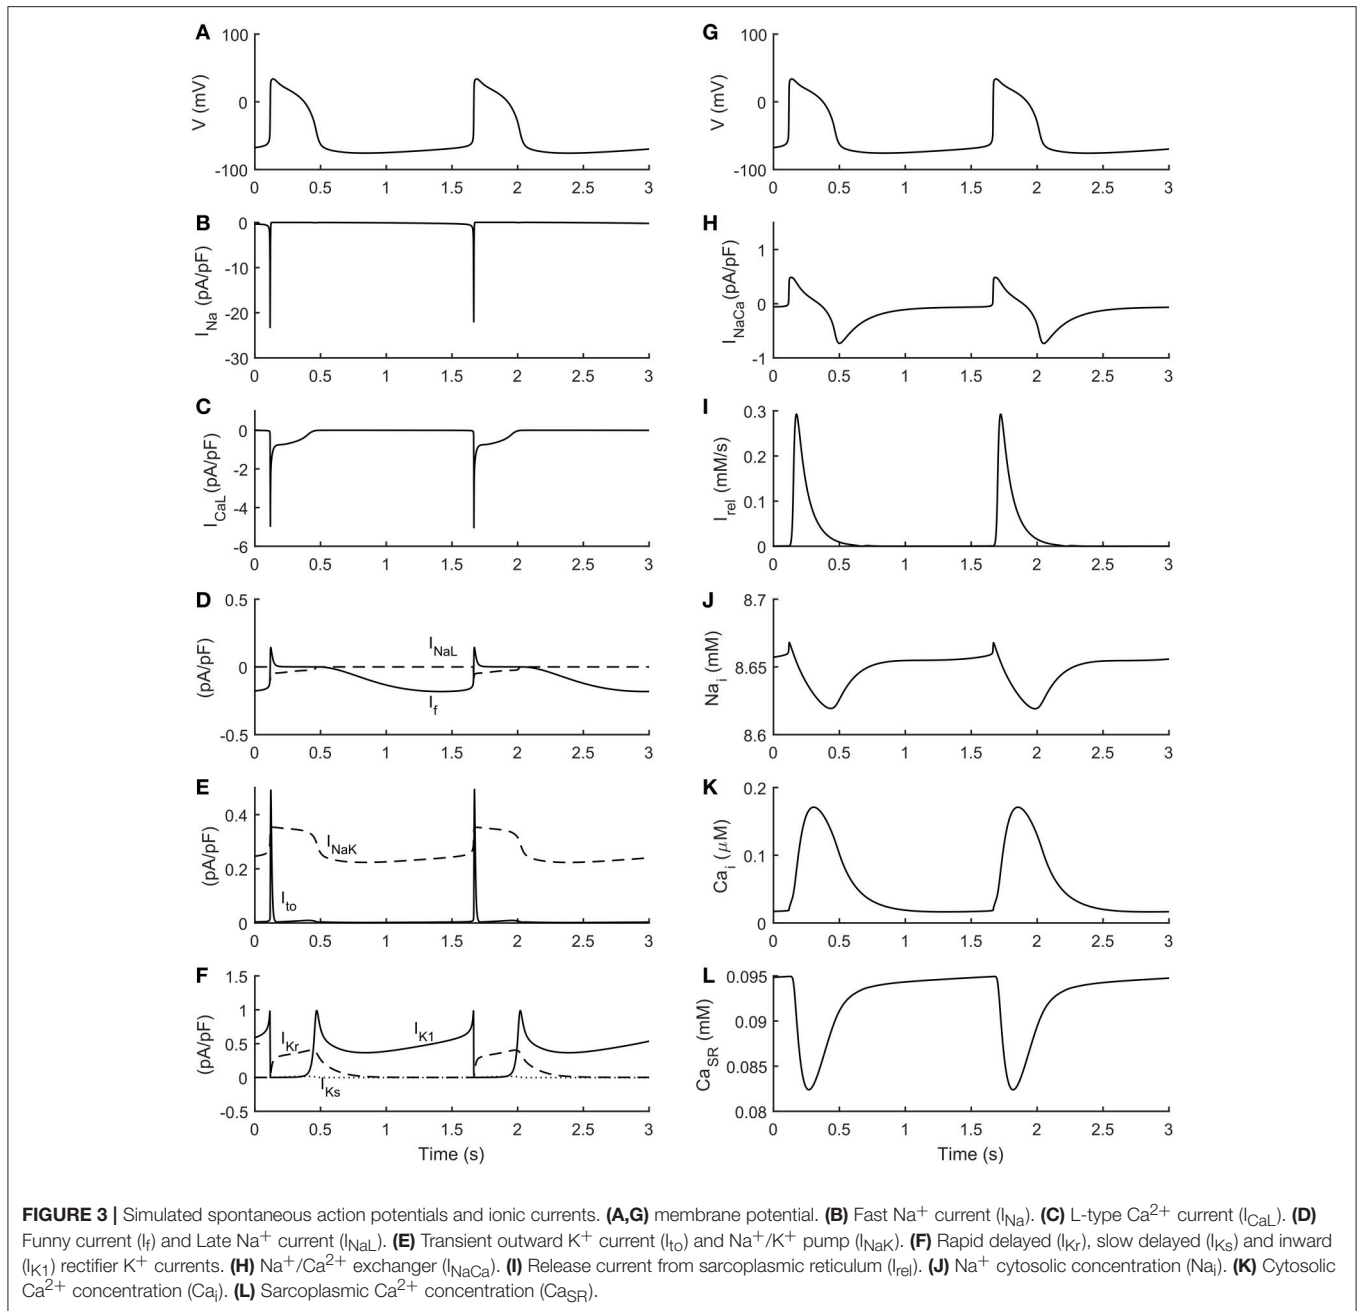 A
100
0
-100
V (mV)
0 0.5 1 1.5 2 2.5 3
B
0
-10
-20
-30
I_Na (pA/pF)
0 0.5 1 1.5 2 2.5 3
C
0
-2
-4
-6
I_CaL (pA/pF)
0 0.5 1 1.5 2 2.5 3
D
0.5
0
-0.5
(pA/pF)
I_NaL
I_f
0 0.5 1 1.5 2 2.5 3
E
0.4
0.2
0
(pA/pF)
I_NaK
I_to
0 0.5 1 1.5 2 2.5 3
F
1.5
1
0.5
0
-0.5
(pA/pF)
I_Kr
I_K1
I_Ks
0 0.5 1 1.5 2 2.5 3
Time (s)
G
100
0
-100
V (mV)
0 0.5 1 1.5 2 2.5 3
H
1
0
-1
I_NaCa (pA/pF)
0 0.5 1 1.5 2 2.5 3
I
0.3
0.2
0.1
0
I_rel (mM/s)
0 0.5 1 1.5 2 2.5 3
J
8.7
8.65
8.6
Na_i (mM)
0 0.5 1 1.5 2 2.5 3
K
0.2
0.1
0
Ca_i (μM)
0 0.5 1 1.5 2 2.5 3
L
0.095
0.09
0.085
0.08
Ca_SR (mM)
0 0.5 1 1.5 2 2.5 3
Time (s)
FIGURE 3 | Simulated spontaneous action potentials and ionic currents. (A,G) membrane potential. (B) Fast Na+ current (I_Na). (C) L-type Ca2+ current (I_CaL). (D)
Funny current (I_f) and Late Na+ current (I_NaL). (E) Transient outward K+ current (I_to) and Na+/K+ pump (I_NaK). (F) Rapid delayed (I_Kr), slow delayed (I_Ks) and inward
(I_K1) rectifier K+ currents. (H) Na+/Ca2+ exchanger (I_NaCa). (I) Release current from sarcoplasmic reticulum (I_rel). (J) Na+ cytosolic concentration (Na_i). (K) Cytosolic
Ca2+ concentration (Ca_i). (L) Sarcoplasmic Ca2+ concentration (Ca_SR).